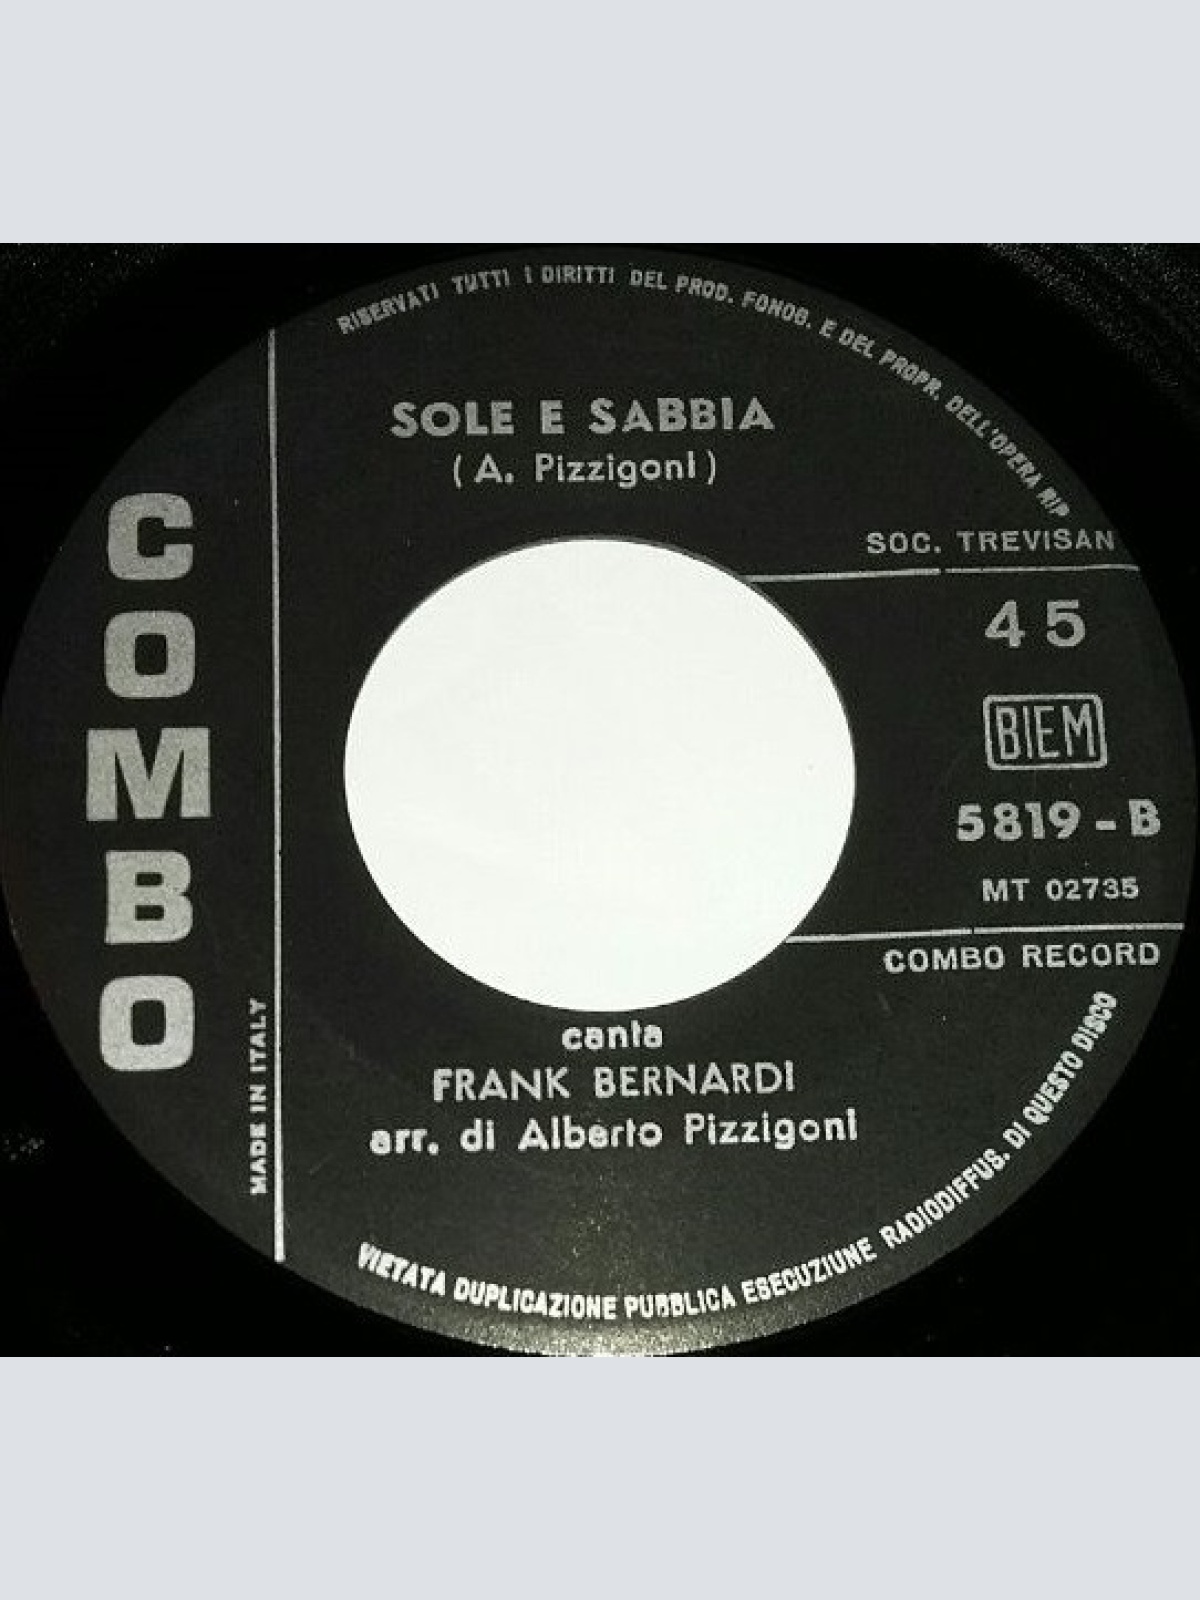 RISERVATI TUTTI I DIRITTI DEL PROD. FONOG. E DEL PROPR. DELL'OPERA RIP
SOLE E SABBIA
(A. Pizzigoni)
SOC. TREVISAN
45
BIEM
5819-B
MT 02735
COMBO RECORD
COMBO
MADE IN ITALY
canta
FRANK BERNARDI
arr. di Alberto Pizzigoni
VIETATA DUPLICAZIONE PUBBLICA ESECUZIUNE RADIODIFFUS. DI QUESTO DISCO